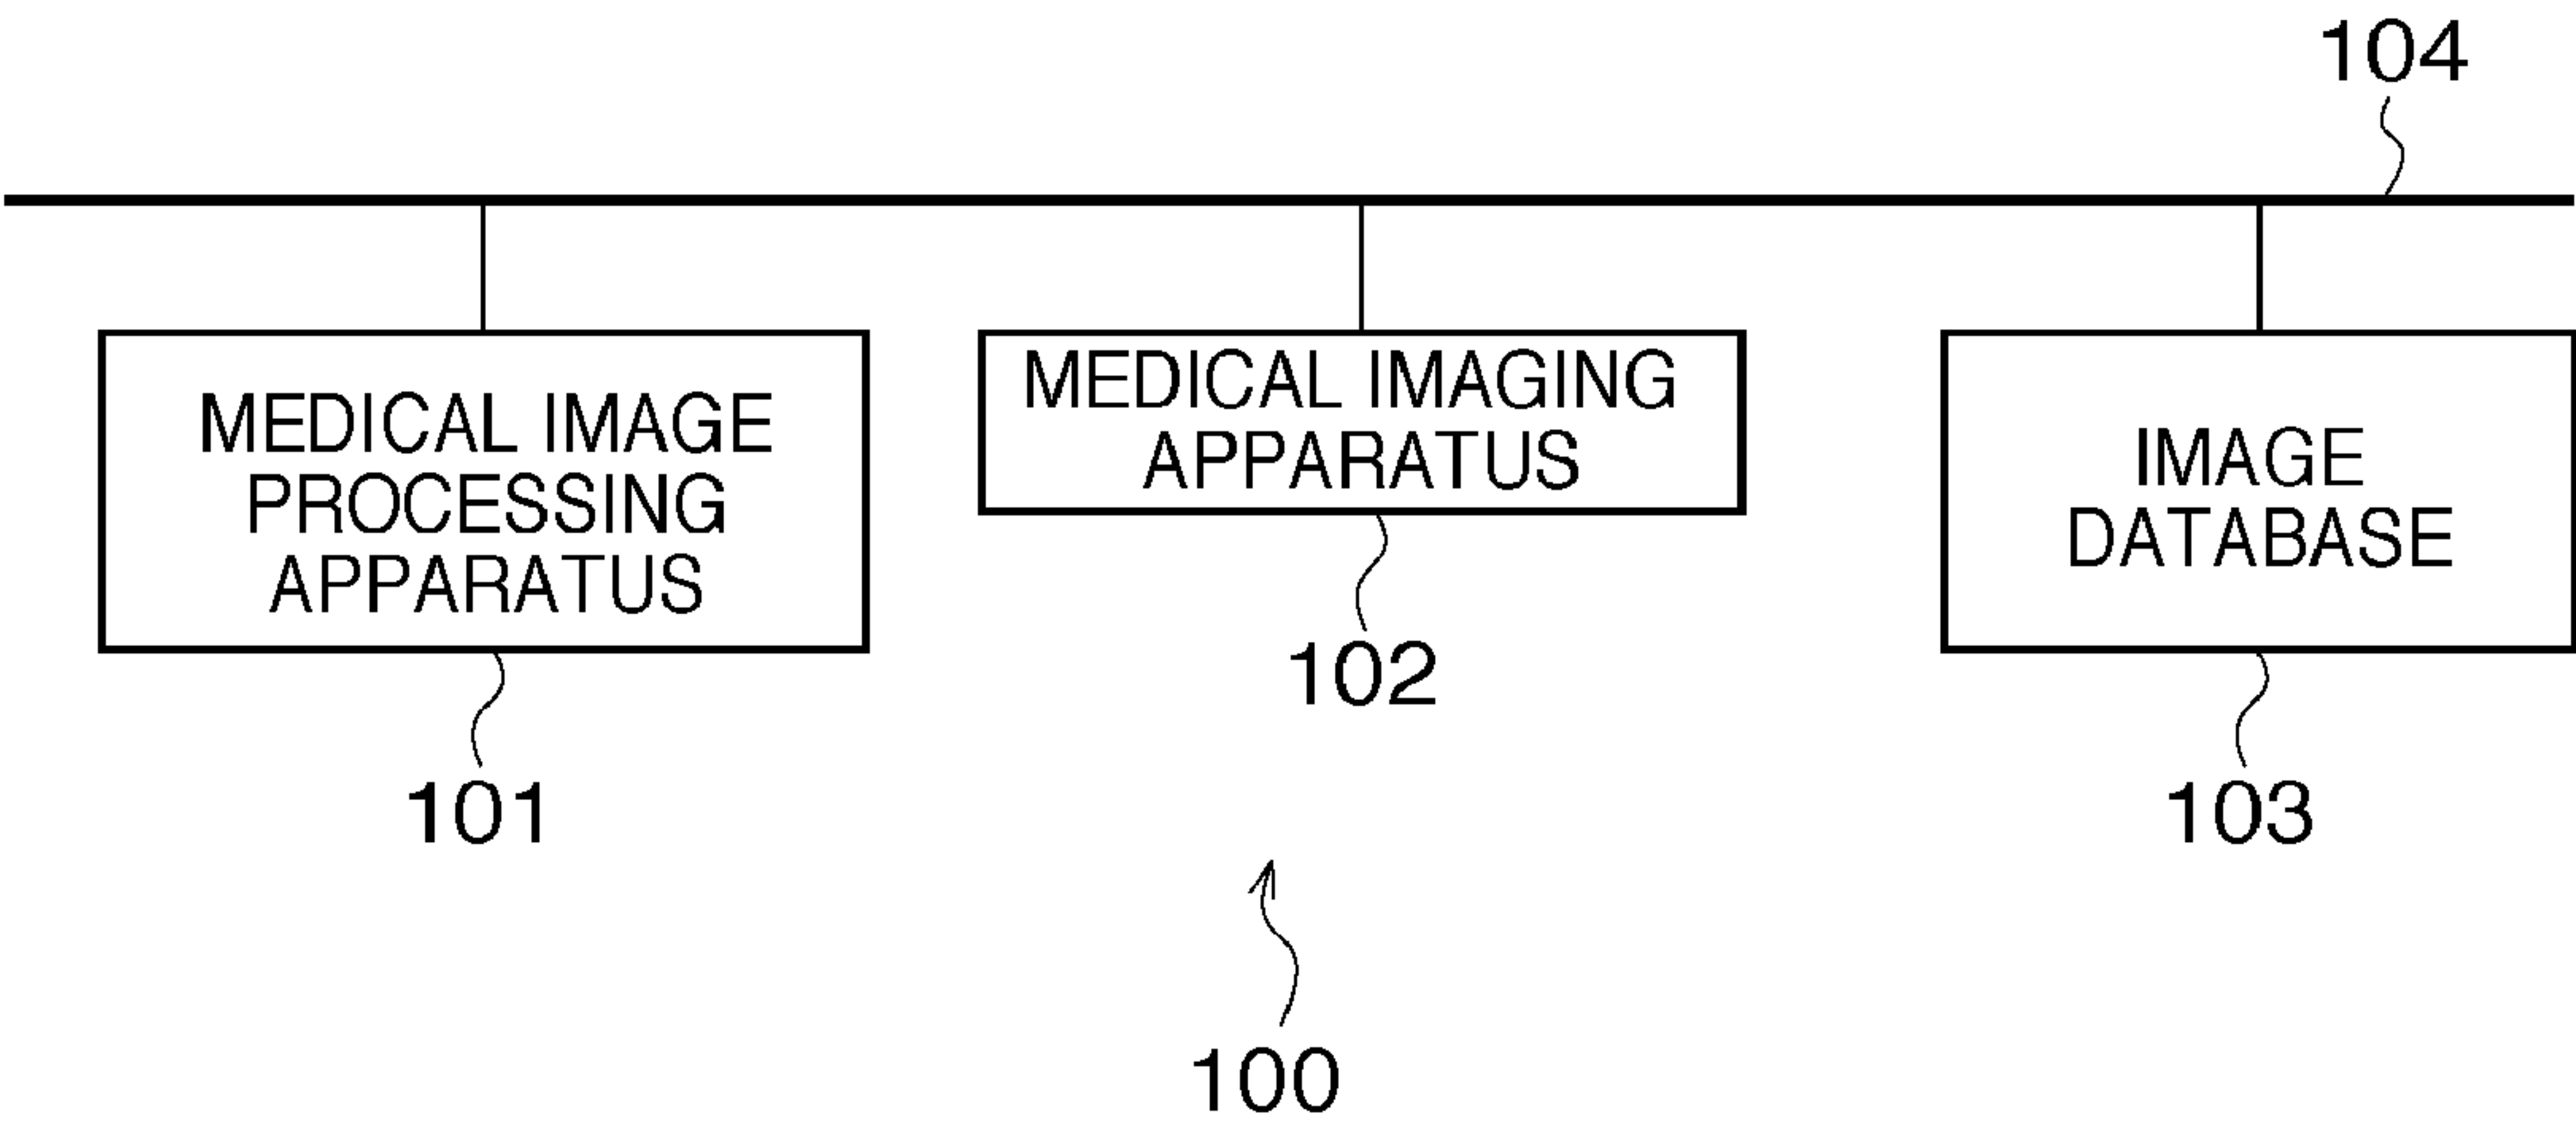 104
MEDICAL IMAGE
PROCESSING
APPARATUS
MEDICAL IMAGING
APPARATUS
IMAGE
DATABASE
101
102
103
100